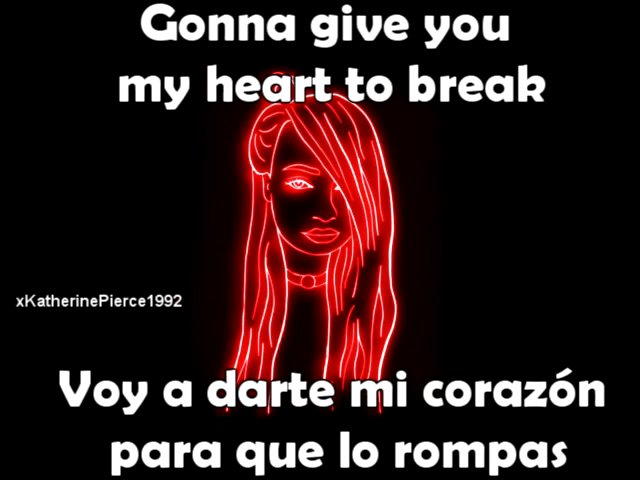 Gonna give you
my heart to break
xKatherinePierce1992
Voy a darte mi corazón
para que lo rompas